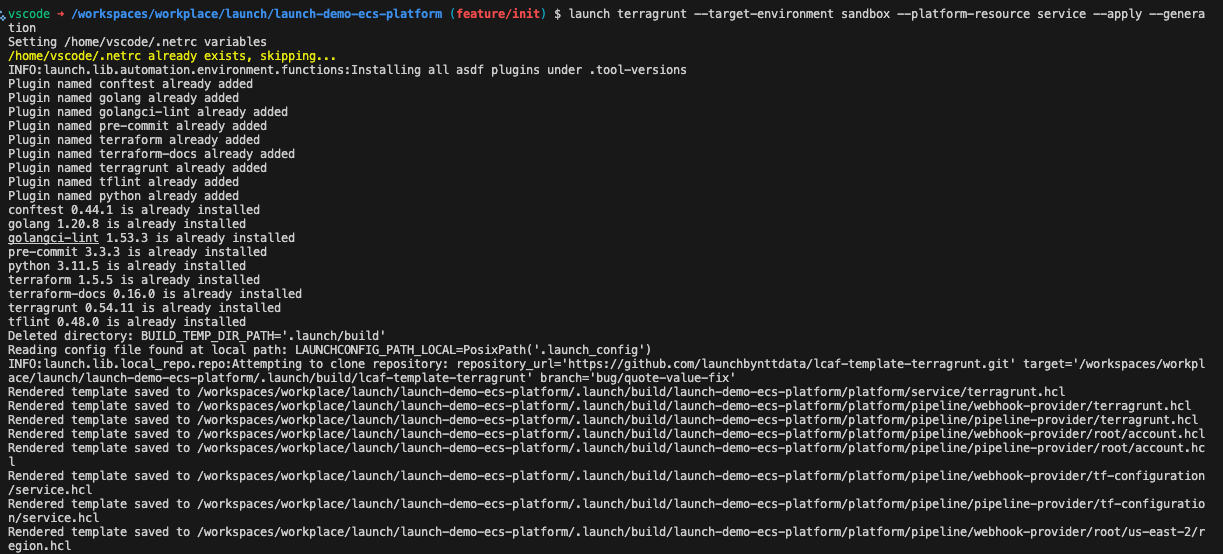 vscode ➜ /workspaces/workplace/launch/launch-demo-ecs-platform (feature/init) $ launch terragrunt --target-environment sandbox --platform-resource service --apply --genera
tion
Setting /home/vscode/.netrc variables
/home/vscode/.netrc already exists, skipping...
INFO:launch.lib.automation.environment.functions:Installing all asdf plugins under .tool-versions
Plugin named conftest already added
Plugin named golang already added
Plugin named golangci-lint already added
Plugin named pre-commit already added
Plugin named terraform already added
Plugin named terraform-docs already added
Plugin named terragrunt already added
Plugin named tflint already added
Plugin named python already added
conftest 0.44.1 is already installed
golang 1.20.8 is already installed
golangci-lint 1.53.3 is already installed
pre-commit 3.3.3 is already installed
python 3.11.5 is already installed
terraform 1.5.5 is already installed
terraform-docs 0.16.0 is already installed
terragrunt 0.54.11 is already installed
tflint 0.48.0 is already installed
Deleted directory: BUILD_TEMP_DIR_PATH='.launch/build'
Reading config file found at local path: LAUNCHCONFIG_PATH_LOCAL=PosixPath('.launch_config')
INFO:launch.lib.local_repo.repo:Attempting to clone repository: repository_url='https://github.com/launchbynttdata/lcaf-template-terragrunt.git' target='/workspaces/workpl
ace/launch/launch-demo-ecs-platform/.launch/build/lcaf-template-terragrunt' branch='bug/quote-value-fix'
Rendered template saved to /workspaces/workplace/launch/launch-demo-ecs-platform/.launch/build/launch-demo-ecs-platform/platform/service/terragrunt.hcl
Rendered template saved to /workspaces/workplace/launch/launch-demo-ecs-platform/.launch/build/launch-demo-ecs-platform/platform/pipeline/webhook-provider/terragrunt.hcl
Rendered template saved to /workspaces/workplace/launch/launch-demo-ecs-platform/.launch/build/launch-demo-ecs-platform/platform/pipeline/pipeline-provider/terragrunt.hcl
Rendered template saved to /workspaces/workplace/launch/launch-demo-ecs-platform/.launch/build/launch-demo-ecs-platform/platform/pipeline/webhook-provider/root/account.hcl
Rendered template saved to /workspaces/workplace/launch/launch-demo-ecs-platform/.launch/build/launch-demo-ecs-platform/platform/pipeline/pipeline-provider/root/account.hc
l
Rendered template saved to /workspaces/workplace/launch/launch-demo-ecs-platform/.launch/build/launch-demo-ecs-platform/platform/pipeline/webhook-provider/tf-configuration
/service.hcl
Rendered template saved to /workspaces/workplace/launch/launch-demo-ecs-platform/.launch/build/launch-demo-ecs-platform/platform/pipeline/pipeline-provider/tf-configuratio
n/service.hcl
Rendered template saved to /workspaces/workplace/launch/launch-demo-ecs-platform/.launch/build/launch-demo-ecs-platform/platform/pipeline/webhook-provider/root/us-east-2/r
egion.hcl